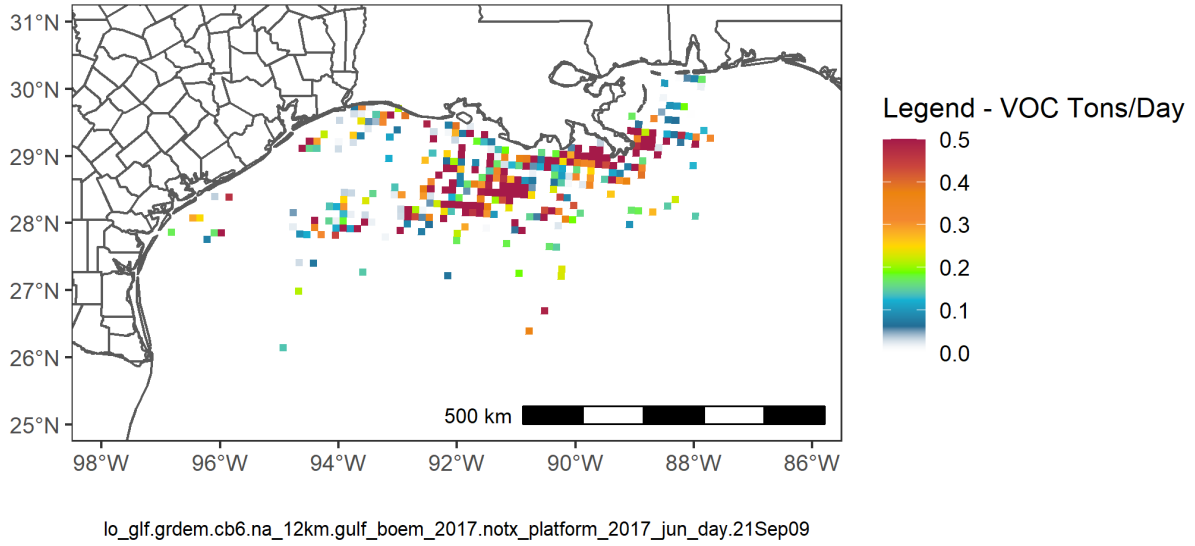 31°N
30°N
29°N
28°N
27°N
26°N
25°N
98°W 96°W 94°W 92°W 90°W 88°W 86°W
500 km
Legend - VOC Tons/Day
0.5
0.4
0.3
0.2
0.1
0.0
lo_glf.grdem.cb6.na_12km.gulf_boem_2017.notx_platform_2017_jun_day.21Sep09